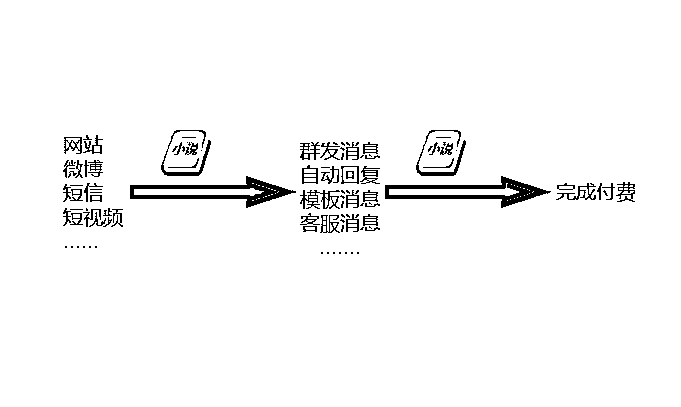 网站
微博
短信
短视频
……
小说
群发消息
自动回复
模板消息
客服消息
…….
小说
完成付费